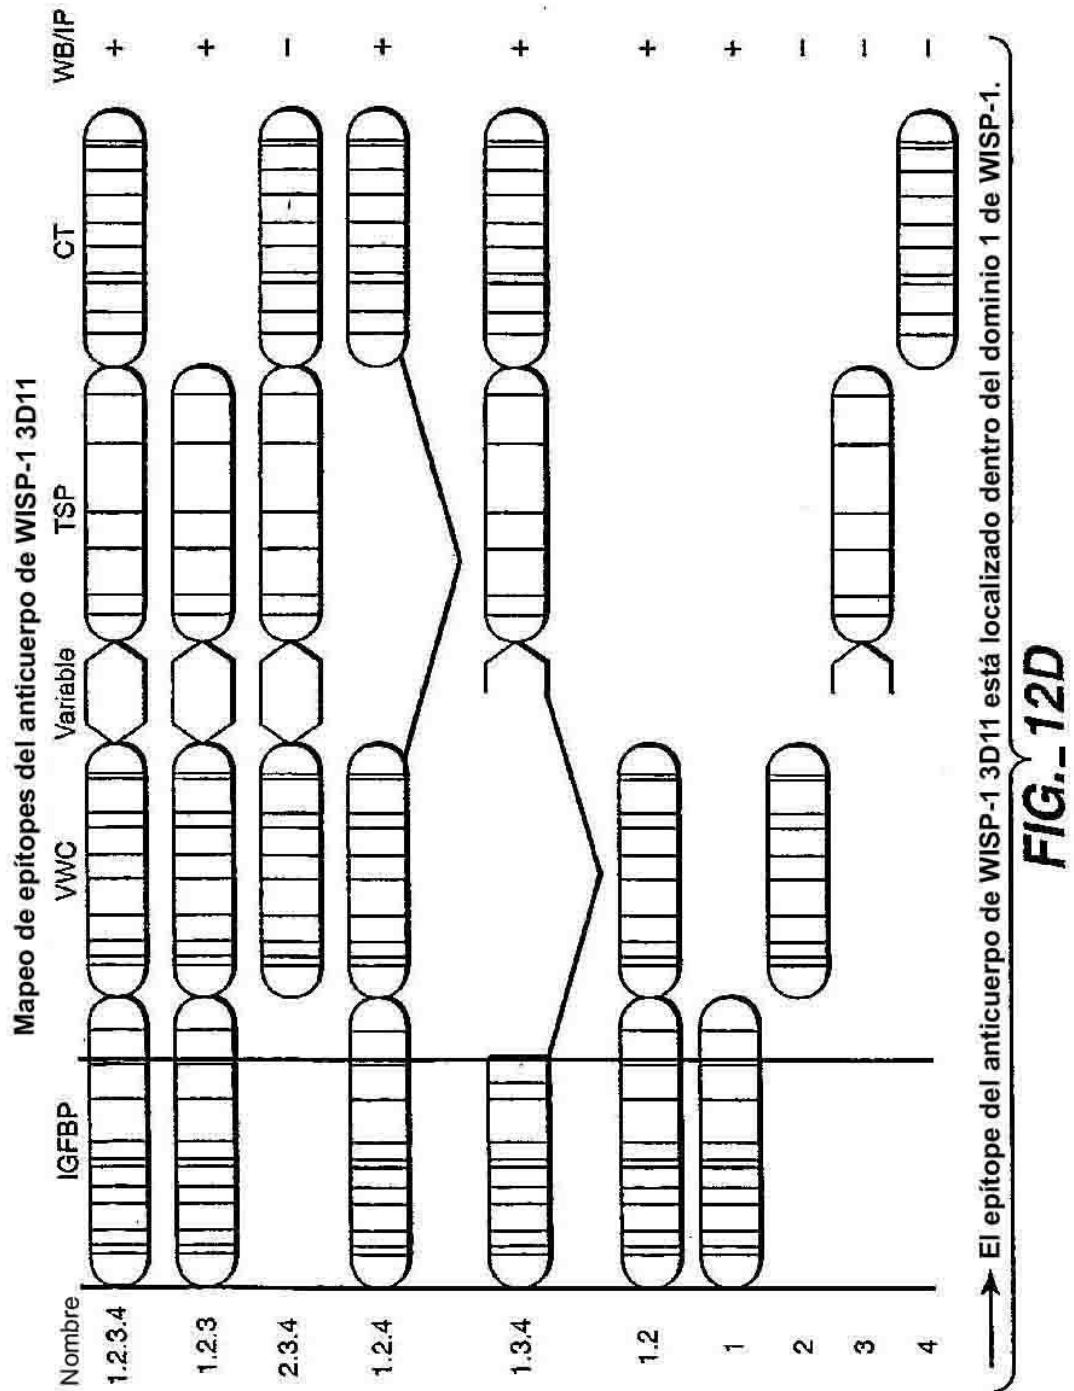 Mapeo de epítopes del anticuerpo de WISP-1 3D11
Nombre IGFBP VWC Variable TSP CT WB/IP
1.2.3.4 +
1.2.3 +
2.3.4 −
1.2.4 +
1.3.4 +
1.2 +
1 +
2 −
3 −
4 −
El epítope del anticuerpo de WISP-1 3D11 está localizado dentro del dominio 1 de WISP-1.
FIG._12D